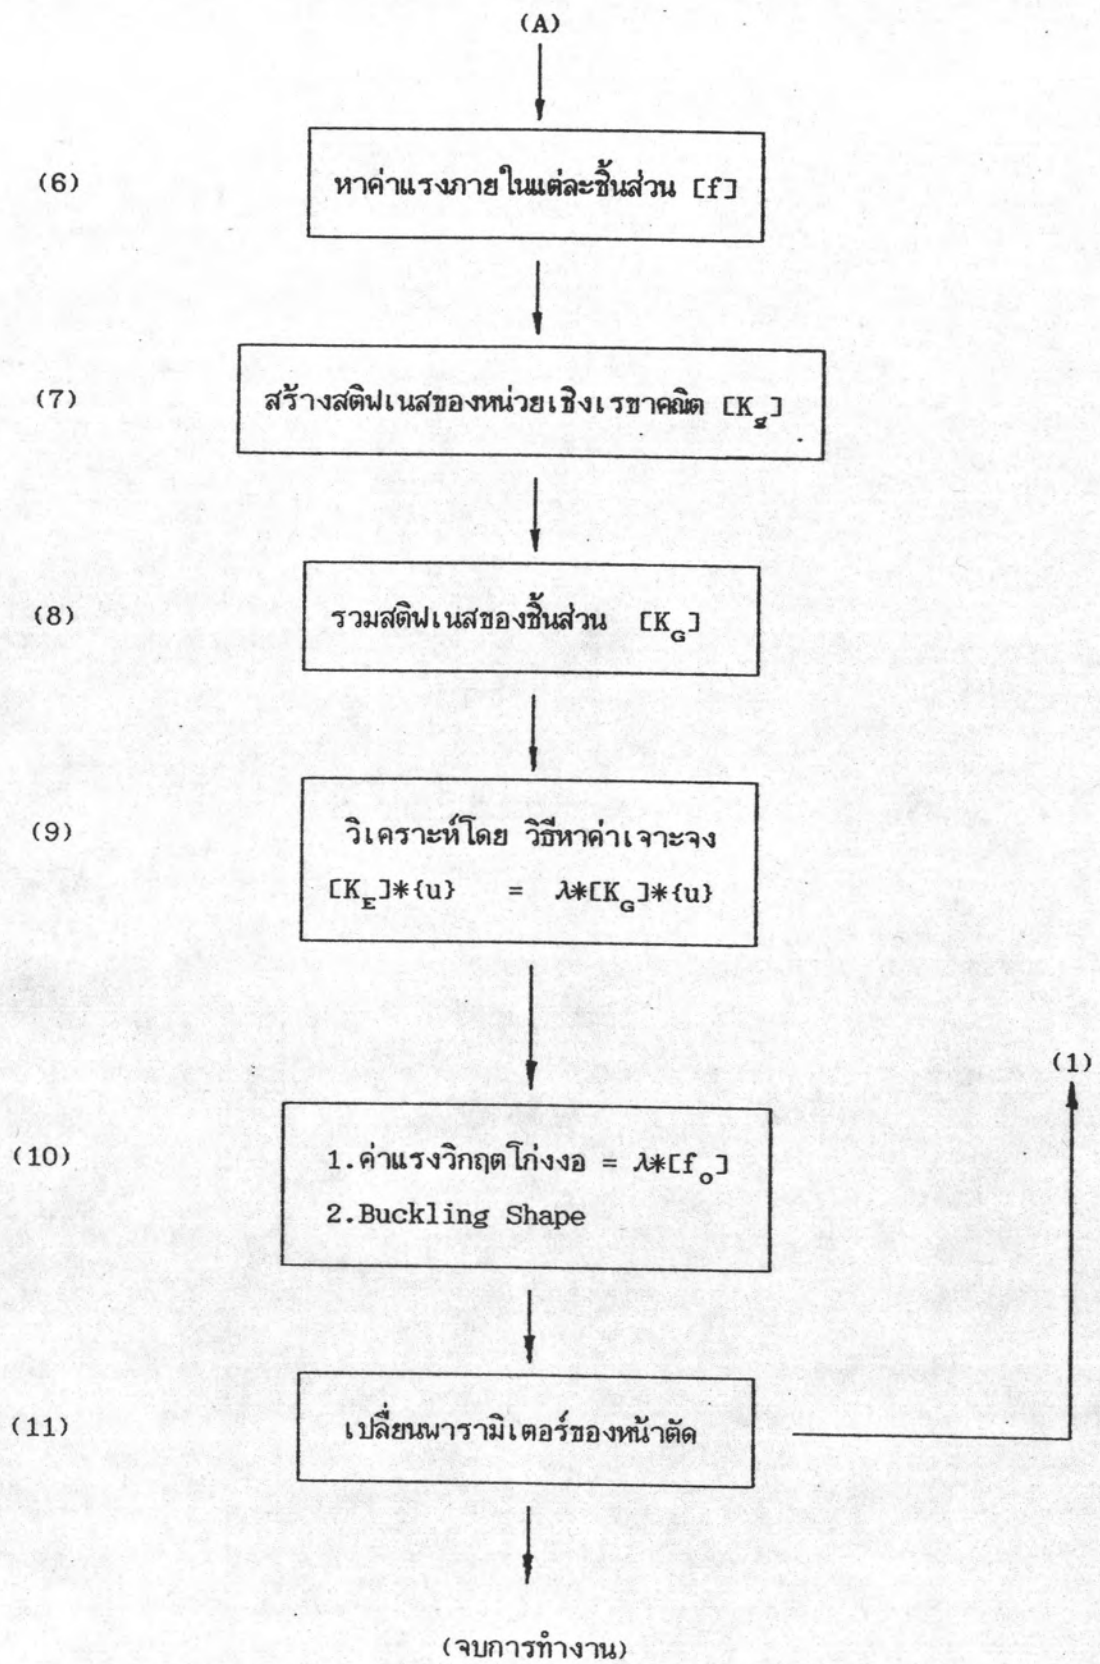 (A)
(6)
หาค่าแรงภายในแต่ละชิ้นส่วน [f]
(7)
สร้างสติฟเนสของหน่วยเชิงเรขาคณิต [K_g]
(8)
รวมสติฟเนสของชิ้นส่วน [K_G]
(9)
วิเคราะห์โดย วิธีหาค่าเจาะจง
[K_E]*{u} = λ*[K_G]*{u}
(1)
(10)
1.ค่าแรงวิกฤตโก่งงอ = λ*[f_o]
2.Buckling Shape
(11)
เปลี่ยนพารามิเตอร์ของหน้าตัด
(จบการทำงาน)